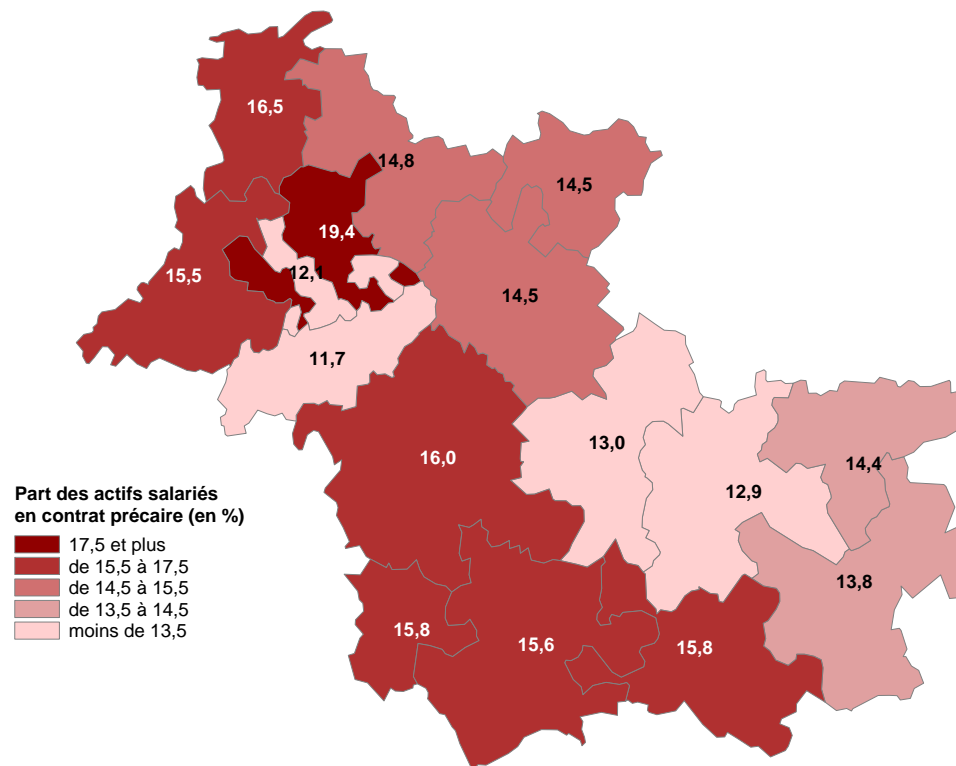 16,5
14,8
14,5
19,4
15,5
12,1
14,5
11,7
13,0
16,0
14,4
12,9
13,8
15,8
15,6
15,8
Part des actifs salariés
en contrat précaire (en %)
17,5 et plus
de 15,5 à 17,5
de 14,5 à 15,5
de 13,5 à 14,5
moins de 13,5